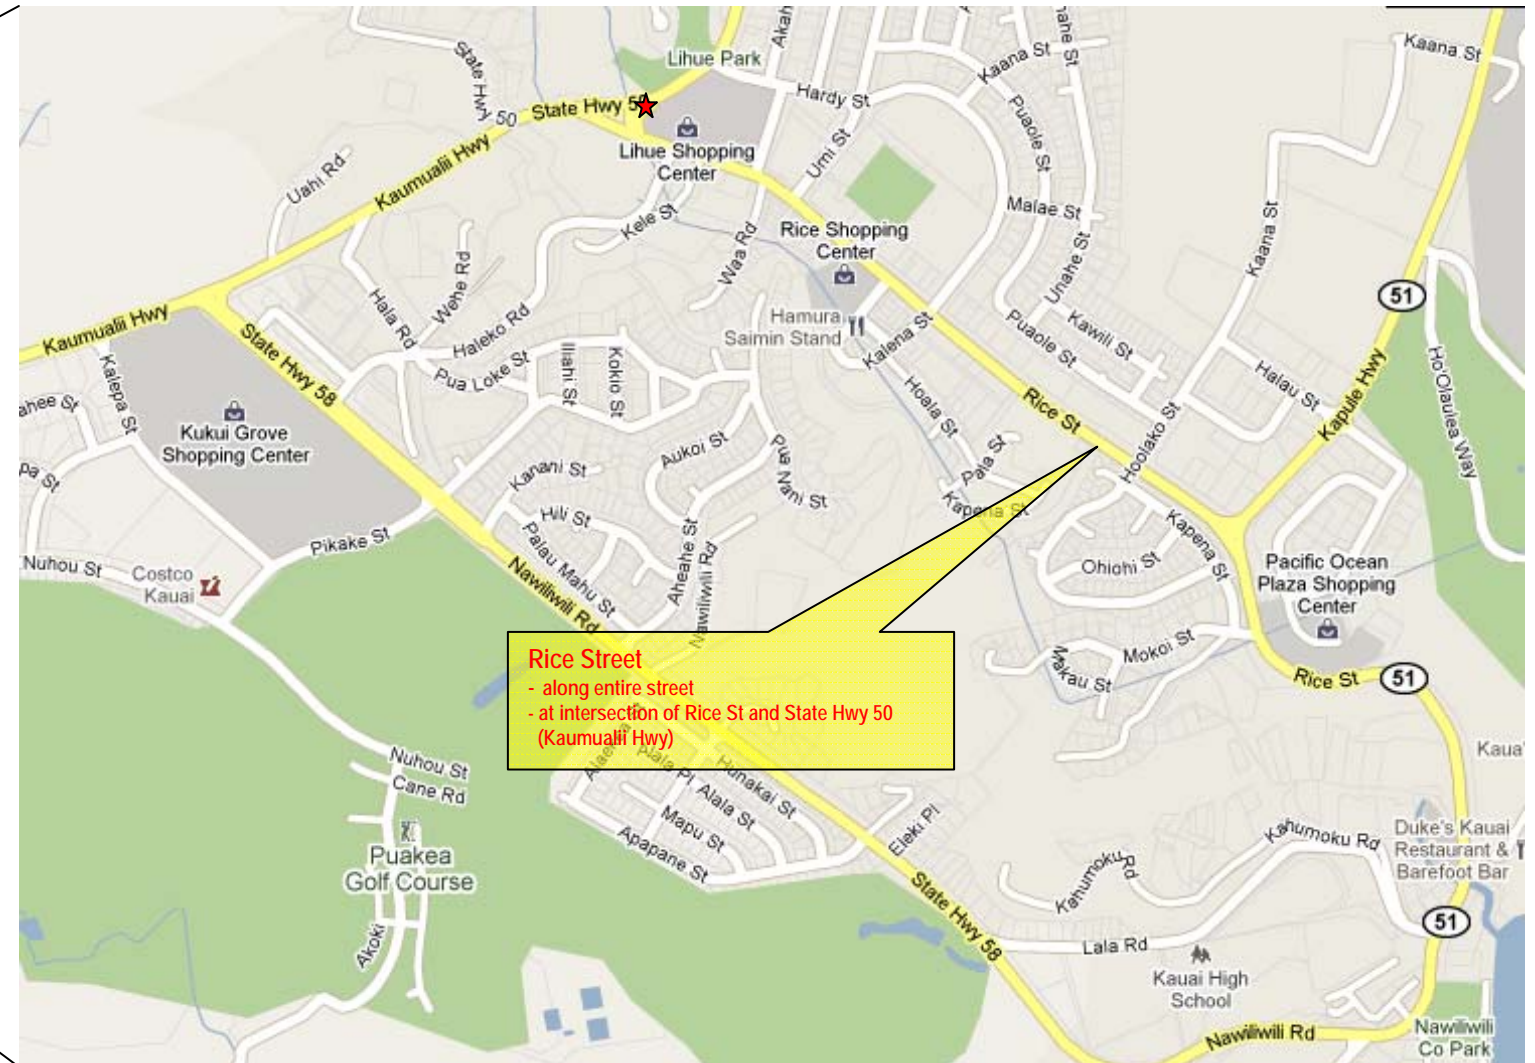 Kaana St
Akah
Lihue Park
State Hwy 50
Kaana St
Hardy St
State Hwy 50
Puaole St
Umi St
Lihue Shopping
Center
Kaumualii Hwy
Uahi Rd
Malae St
Kele St
Rice Shopping
Center
Kaana St
Waa Rd
Wehe Rd
Unahe St
51
Hala Rd
Haleko Rd
Hamura
Saimin Stand
Kalena St
Puaole St
Kawili St
Kaumualii Hwy
State Hwy 58
Kalepa St
Pua Loke St
Iliahi St
Kokio St
Hoala St
Rice St
Halau St
Kapule Hwy
Ho'Olaulea Way
ahee St
Kukui Grove
Shopping Center
Aukoi St
Pua Nani St
Pala St
Hoolako St
pa St
Kanani St
Kapena St
Hili St
Kapena St
Pikake St
Palau Mahu St
Aheahe St
Nawiliwili Rd
Ohiohi St
Pacific Ocean
Plaza Shopping
Center
Nuhou St
Costco
Kauai
Nawiliwili Rd
Rice Street
- along entire street
- at intersection of Rice St and State Hwy 50
(Kaumualii Hwy)
Mokoi St
Makau St
Rice St
51
Nuhou St
Cane Rd
Hunakai St
Alala St
Mapu St
Apapane St
Eleki Pl
Kaua'
Puakea
Golf Course
Kahumoku Rd
Kahumoku Rd
Duke's Kauai
Restaurant &
Barefoot Bar
51
Akoki
State Hwy 58
Lala Rd
Kauai High
School
Nawiliwili Rd
Nawiliwili
Co Park